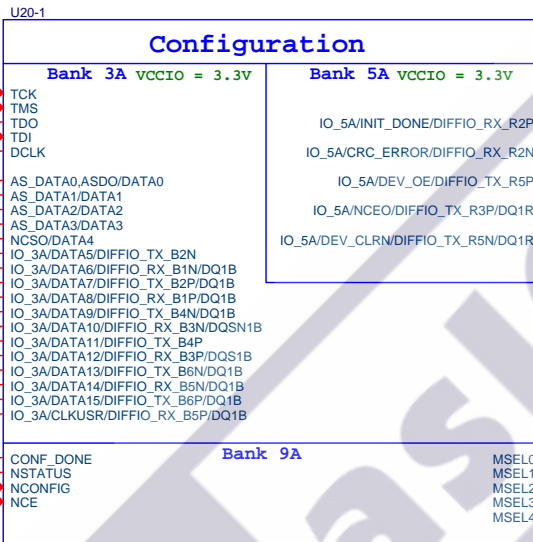 U20-1
Configuration
Bank 3A VCCIO = 3.3V
TCK
TMS
TDO
TDI
DCLK
AS_DATA0,ASDO/DATA0
AS_DATA1/DATA1
AS_DATA2/DATA2
AS_DATA3/DATA3
NCSO/DATA4
IO_3A/DATA5/DIFFIO_TX_B2N
IO_3A/DATA6/DIFFIO_RX_B1N/DQ1B
IO_3A/DATA7/DIFFIO_TX_B2P/DQ1B
IO_3A/DATA8/DIFFIO_RX_B1P/DQ1B
IO_3A/DATA9/DIFFIO_TX_B4N/DQ1B
IO_3A/DATA10/DIFFIO_RX_B3N/DQSN1B
IO_3A/DATA11/DIFFIO_TX_B4P
IO_3A/DATA12/DIFFIO_RX_B3P/DQS1B
IO_3A/DATA13/DIFFIO_TX_B6N/DQ1B
IO_3A/DATA14/DIFFIO_RX_B5N/DQ1B
IO_3A/DATA15/DIFFIO_TX_B6P/DQ1B
IO_3A/CLKUSR/DIFFIO_RX_B5P/DQ1B
Bank 5A VCCIO = 3.3V
IO_5A/INIT_DONE/DIFFIO_RX_R2P
IO_5A/CRC_ERROR/DIFFIO_RX_R2N
IO_5A/DEV_OE/DIFFIO_TX_R5P
IO_5A/NCEO/DIFFIO_TX_R3P/DQ1R
IO_5A/DEV_CLRN/DIFFIO_TX_R5N/DQ1R
Bank 9A
CONF_DONE
NSTATUS
NCONFIG
NCE
MSEL0
MSEL1
MSEL2
MSEL3
MSEL4